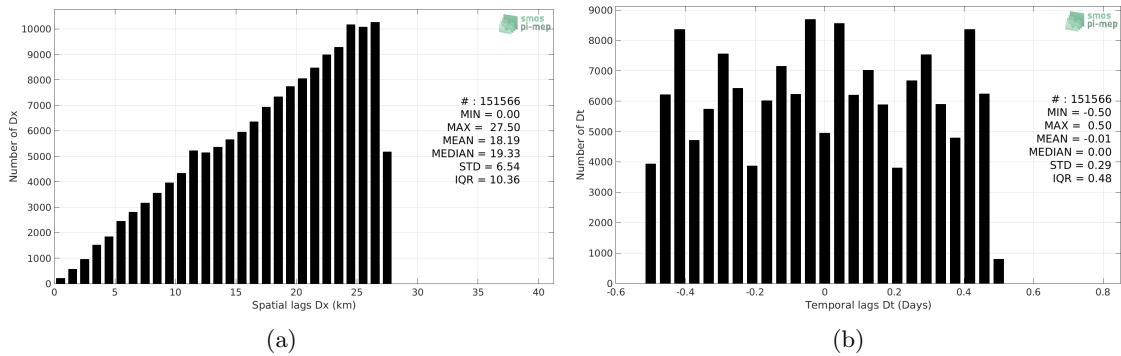 10000
9000
8000
7000
6000
5000
4000
3000
2000
1000
0
Number of Dx
0 5 10 15 20 25 30 35 40
Spatial lags Dx (km)
smos
pi-mep
# : 151566
MIN = 0.00
MAX = 27.50
MEAN = 18.19
MEDIAN = 19.33
STD = 6.54
IQR = 10.36
(a)
9000
8000
7000
6000
5000
4000
3000
2000
1000
0
Number of Dt
-0.6 -0.4 -0.2 0 0.2 0.4 0.6 0.8
Temporal lags Dt (Days)
smos
pi-mep
# : 151566
MIN = -0.50
MAX = 0.50
MEAN = -0.01
MEDIAN = 0.00
STD = 0.29
IQR = 0.48
(b)